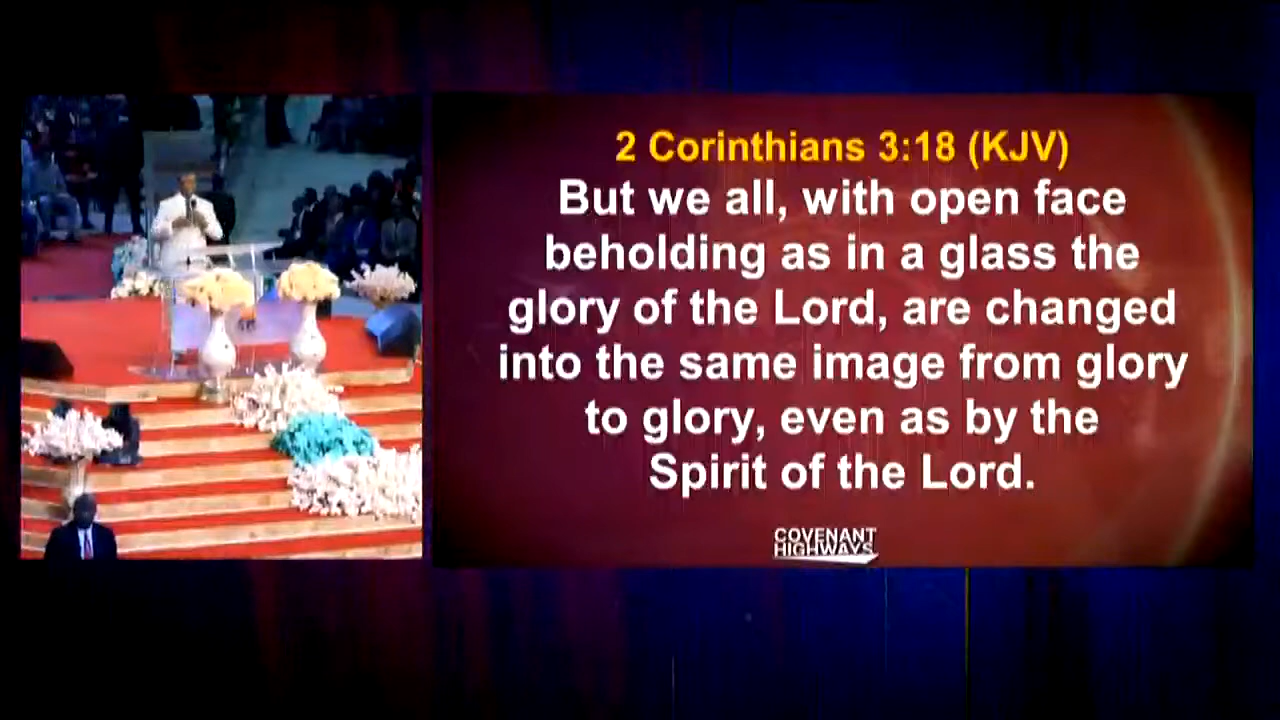 2 Corinthians 3:18 (KJV)
But we all, with open face
beholding as in a glass the
glory of the Lord, are changed
into the same image from glory
to glory, even as by the
Spirit of the Lord.
COVENANT
HIGHWAYS